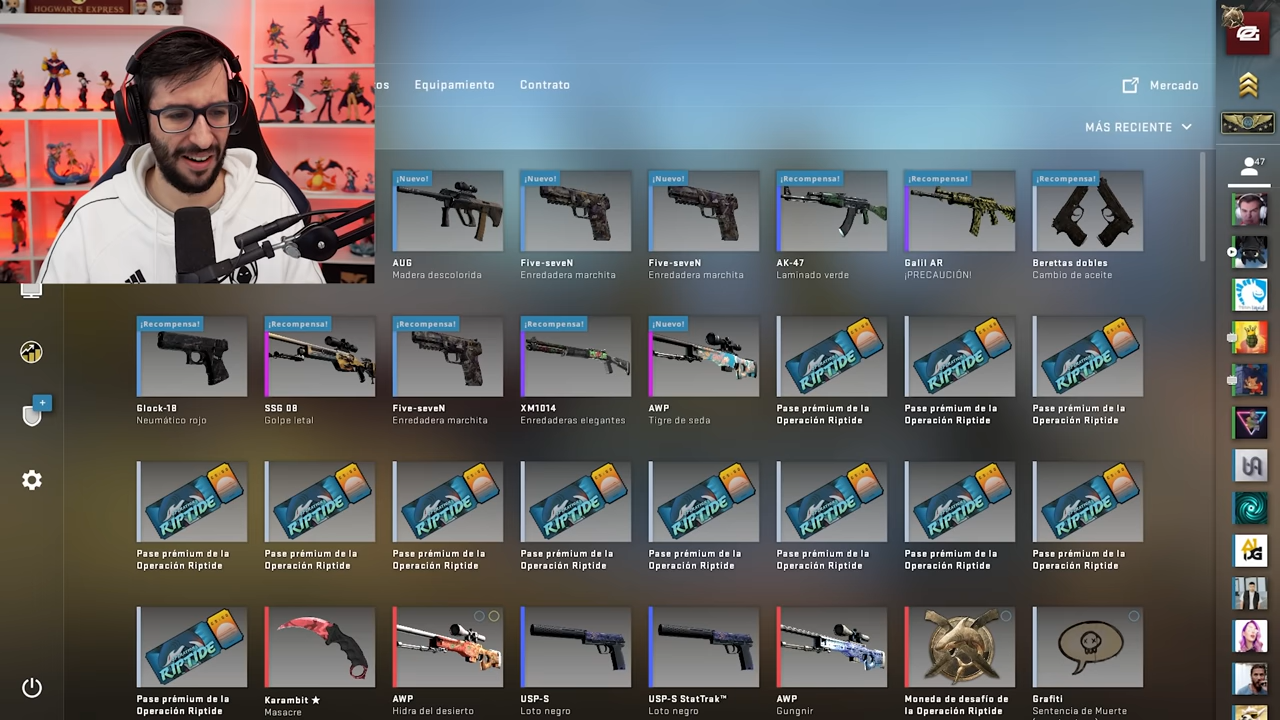 HOGWARTS EXPRESS
os
Equipamiento
Contrato
Mercado
MÁS RECIENTE
47
¡Nuevo!
¡Nuevo!
¡Nuevo!
¡Recompensa!
¡Recompensa!
¡Recompensa!
AUG
Madera descolorida
Five-seveN
Enredadera marchita
Five-seveN
Enredadera marchita
AK-47
Laminado verde
Galil AR
¡PRECAUCIÓN!
Berettas dobles
Cambio de aceite
¡Recompensa!
¡Recompensa!
¡Recompensa!
¡Recompensa!
¡Nuevo!
RIPTIDE
RIPTIDE
RIPTIDE
Glock-18
Neumático rojo
SSG 08
Golpe letal
Five-seveN
Enredadera marchita
XM1014
Enredaderas elegantes
AWP
Tigre de seda
Pase prémium de la
Operación Riptide
Pase prémium de la
Operación Riptide
Pase prémium de la
Operación Riptide
RIPTIDE
RIPTIDE
RIPTIDE
RIPTIDE
RIPTIDE
RIPTIDE
RIPTIDE
RIPTIDE
Pase prémium de la
Operación Riptide
Pase prémium de la
Operación Riptide
Pase prémium de la
Operación Riptide
Pase prémium de la
Operación Riptide
Pase prémium de la
Operación Riptide
Pase prémium de la
Operación Riptide
Pase prémium de la
Operación Riptide
Pase prémium de la
Operación Riptide
RIPTIDE
Pase prémium de la
Operación Riptide
Karambit ★
Masacre
AWP
Hidra del desierto
USP-S
Loto negro
USP-S StatTrak™
Loto negro
AWP
Gungnir
Moneda de desafío de
la Operación Riptide
Grafiti
Sentencia de Muerte